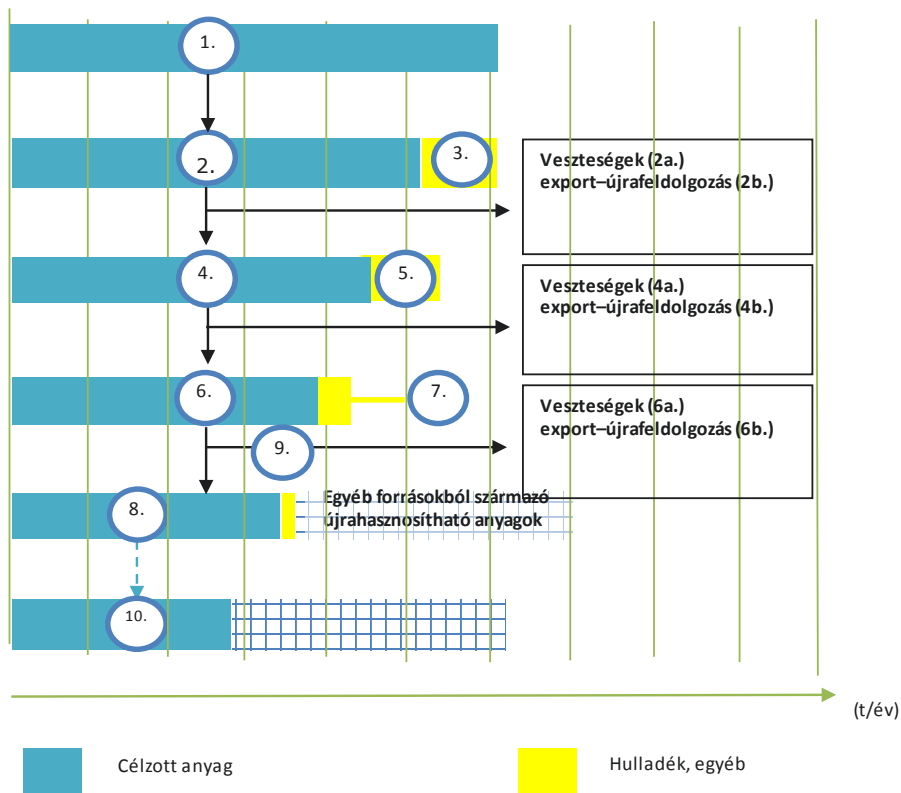 1.
2.
3.
Veszteségek (2a.)
export–újrafeldolgozás (2b.)
4.
5.
Veszteségek (4a.)
export–újrafeldolgozás (4b.)
6.
7.
Veszteségek (6a.)
export–újrafeldolgozás (6b.)
9.
8.
Egyéb forrásokból származó
újrahasznosítható anyagok
10.
(t/év)
Célzott anyag
Hulladék, egyéb